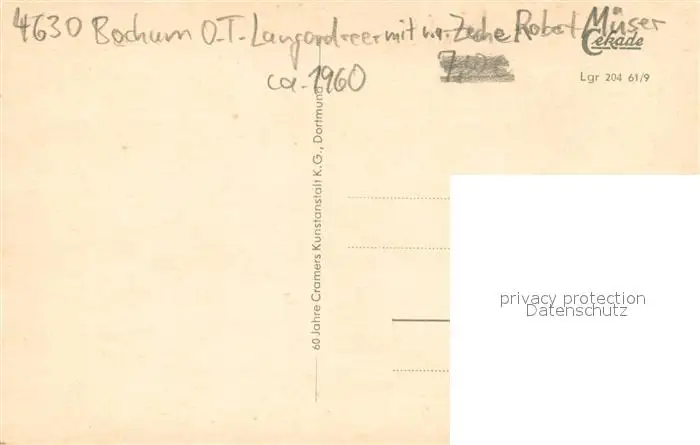 4630 Bochum O.T. Langendreer mit u.a. Zeche Robert Müser
ca. 1960
Cekade
Lgr 204 61/9
60 Jahre Cramers Kunstanstalt K.G., Dortmund
privacy protection
Datenschutz